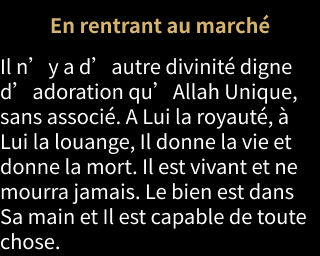 En rentrant au marché
Il n’ y a d’ autre divinité digne
d’ adoration qu’ Allah Unique,
sans associé. A Lui la royauté, à
Lui la louange, Il donne la vie et
donne la mort. Il est vivant et ne
mourra jamais. Le bien est dans
Sa main et Il est capable de toute
chose.